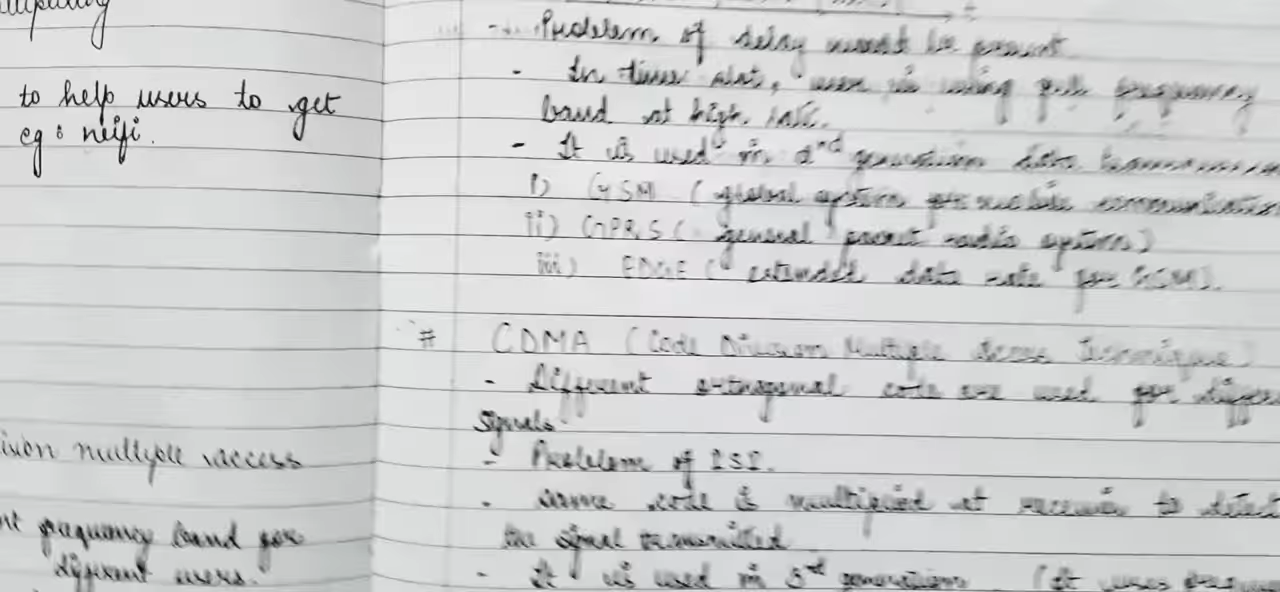 to help users to get
eg : wifi.
ision multiple access
nt frequency band for
different users.
- Problem of delay must be present
- In time slot, user is using full frequency
band at high rate.
- It is used in 2nd generation data
i) GSM ( global system for mobile communication
ii) GPRS ( general packet radio system )
iii) EDGE ( extended data rate for GSM ).
# CDMA ( Code Division Multiple Access Technique )
- Different orthogonal code are used for
signals
- Problem of ISI.
- same code is multiplied at receiver to detect
the signal transmitted
- It is used in 3rd generation (It uses